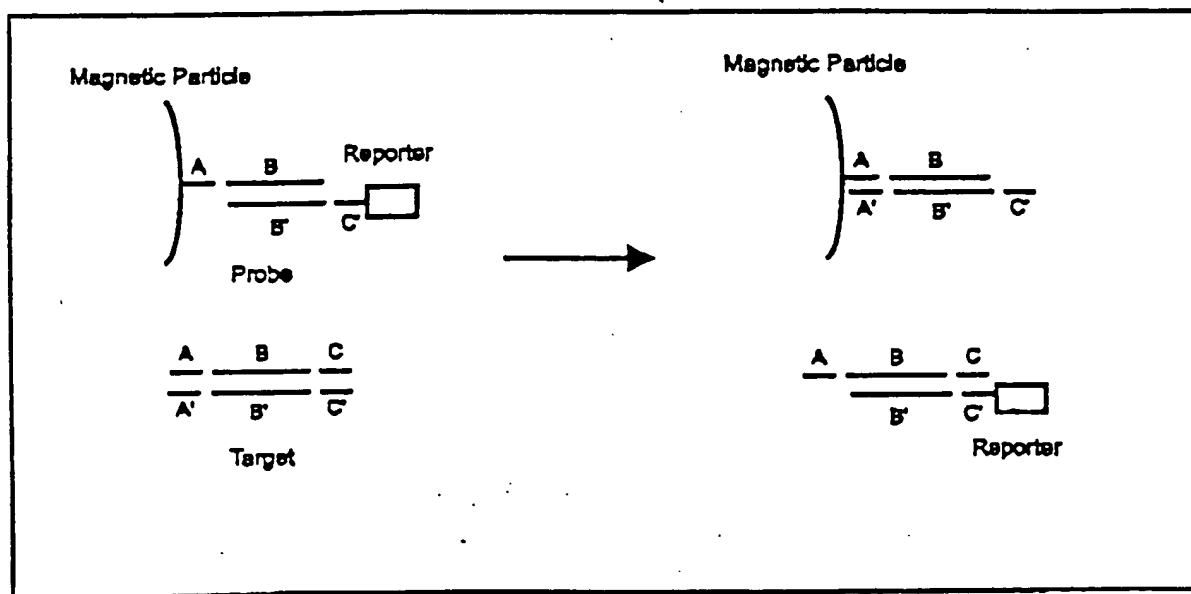 Magnetic Particle
A B Reporter
B' C'
Probe
A B C
A' B' C'
Target
Magnetic Particle
A B
A' B' C'
A B C
B' C'
Reporter